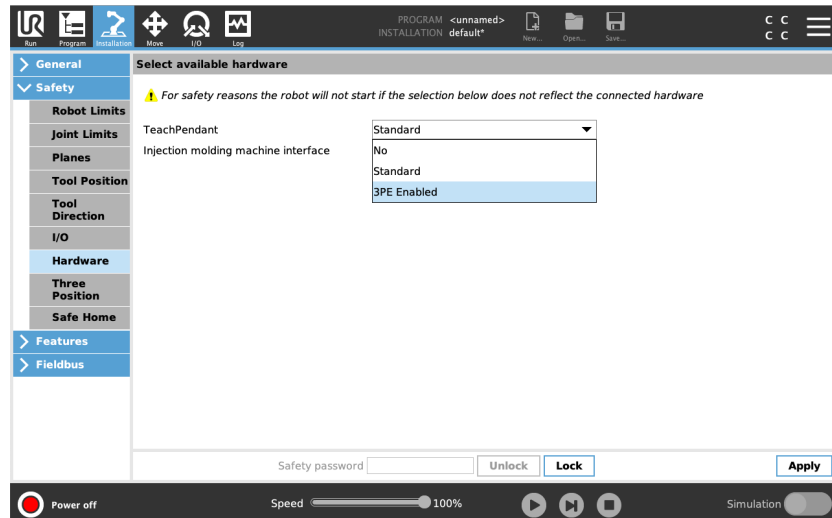 UR
PROGRAM <unnamed>
INSTALLATION default*
C C
C C
Run Program Installation Move I/O Log New... Open... Save...
General
Select available hardware
Safety
For safety reasons the robot will not start if the selection below does not reflect the connected hardware
Robot Limits
Joint Limits
TeachPendant Standard
Injection molding machine interface No
Planes
Standard
Tool Position
3PE Enabled
Tool
Direction
I/O
Hardware
Three
Position
Safe Home
Features
Fieldbus
Safety password Unlock Lock Apply
Power off Speed 100% Simulation